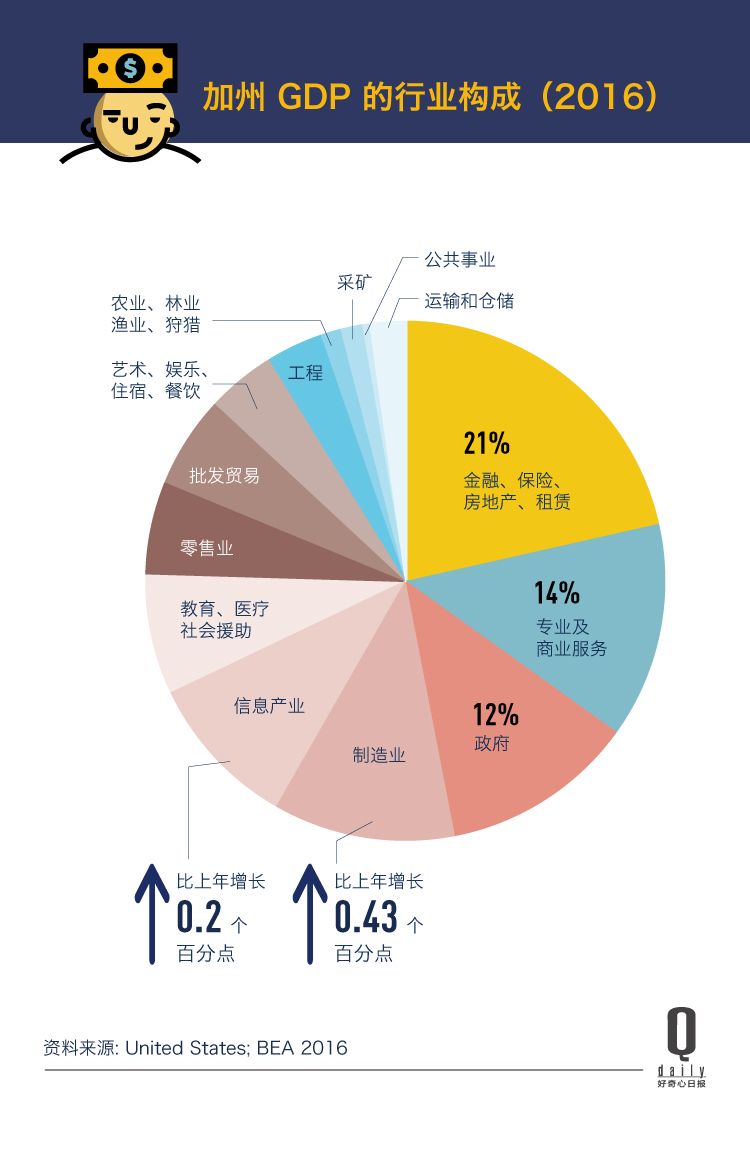 $
加州 GDP 的行业构成（2016）
公共事业
采矿
运输和仓储
农业、林业
渔业、狩猎
艺术、娱乐、
住宿、餐饮
工程
21%
金融、保险、
房地产、租赁
批发贸易
零售业
14%
专业及
商业服务
教育、医疗
社会援助
信息产业
12%
政府
制造业
比上年增长
0.2 个
百分点
比上年增长
0.43 个
百分点
资料来源: United States; BEA 2016
Q
daily
好奇心日报